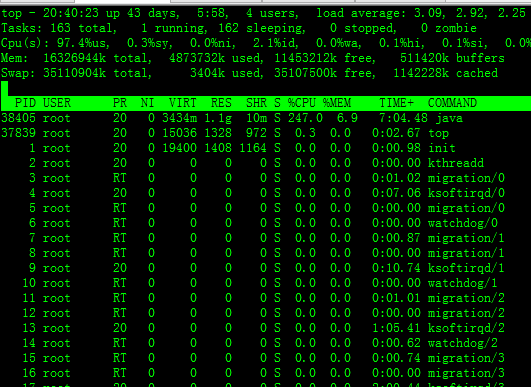 top - 20:40:23 up 43 days,  5:58,  4 users,  load average: 3.09, 2.92, 2.25
Tasks: 163 total,   1 running, 162 sleeping,   0 stopped,   0 zombie
Cpu(s): 97.4%us,  0.3%sy,  0.0%ni,  2.1%id,  0.0%wa,  0.1%hi,  0.1%si,  0.0%
Mem:  16326944k total,  4873732k used, 11453212k free,   511420k buffers
Swap: 35110904k total,     3404k used, 35107500k free,  1142228k cached
PID USER      PR  NI  VIRT  RES  SHR S %CPU %MEM    TIME+  COMMAND
38405 root      20   0 3434m 1.1g  10m S 247.0  6.9   7:04.48 java
37839 root      20   0 15036 1328  972 S  0.3  0.0   0:02.67 top
1 root      20   0 19400 1408 1164 S  0.0  0.0   0:00.98 init
2 root      20   0     0    0    0 S  0.0  0.0   0:00.00 kthreadd
3 root      RT   0     0    0    0 S  0.0  0.0   0:01.02 migration/0
4 root      20   0     0    0    0 S  0.0  0.0   0:07.06 ksoftirqd/0
5 root      RT   0     0    0    0 S  0.0  0.0   0:00.00 migration/0
6 root      RT   0     0    0    0 S  0.0  0.0   0:00.00 watchdog/0
7 root      RT   0     0    0    0 S  0.0  0.0   0:00.87 migration/1
8 root      RT   0     0    0    0 S  0.0  0.0   0:00.00 migration/1
9 root      20   0     0    0    0 S  0.0  0.0   0:10.74 ksoftirqd/1
10 root      RT   0     0    0    0 S  0.0  0.0   0:00.00 watchdog/1
11 root      RT   0     0    0    0 S  0.0  0.0   0:01.01 migration/2
12 root      RT   0     0    0    0 S  0.0  0.0   0:00.00 migration/2
13 root      20   0     0    0    0 S  0.0  0.0   1:05.41 ksoftirqd/2
14 root      RT   0     0    0    0 S  0.0  0.0   0:00.62 watchdog/2
15 root      RT   0     0    0    0 S  0.0  0.0   0:00.74 migration/3
16 root      RT   0     0    0    0 S  0.0  0.0   0:00.00 migration/3